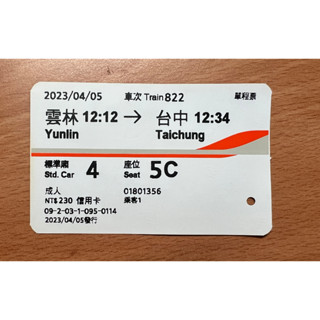 2023/04/05 車次 Train 822 單程票
雲林 12:12 → 台中 12:34
Yunlin Taichung
標準廂 座位
Std. Car 4 Seat 5C
成人 01801356
NT$230 信用卡 乘客1
09-2-03-1-095-0114
2023/04/05發行